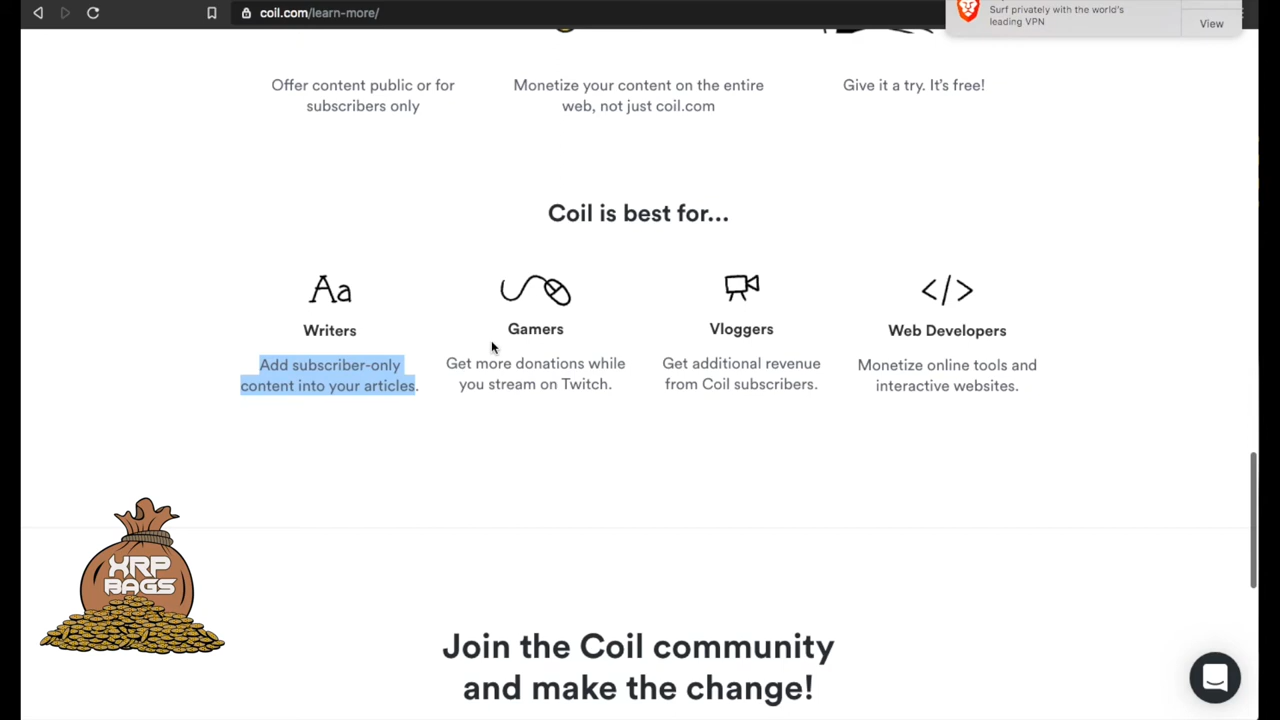 coil.com/learn-more/
Surf privately with the world's
leading VPN
View
Offer content public or for
subscribers only
Monetize your content on the entire
web, not just coil.com
Give it a try. It's free!
Coil is best for...
Aa
Writers
Add subscriber-only
content into your articles.
Gamers
Get more donations while
you stream on Twitch.
Vloggers
Get additional revenue
from Coil subscribers.
</>
Web Developers
Monetize online tools and
interactive websites.
XRP
BAGS
Join the Coil community
and make the change!